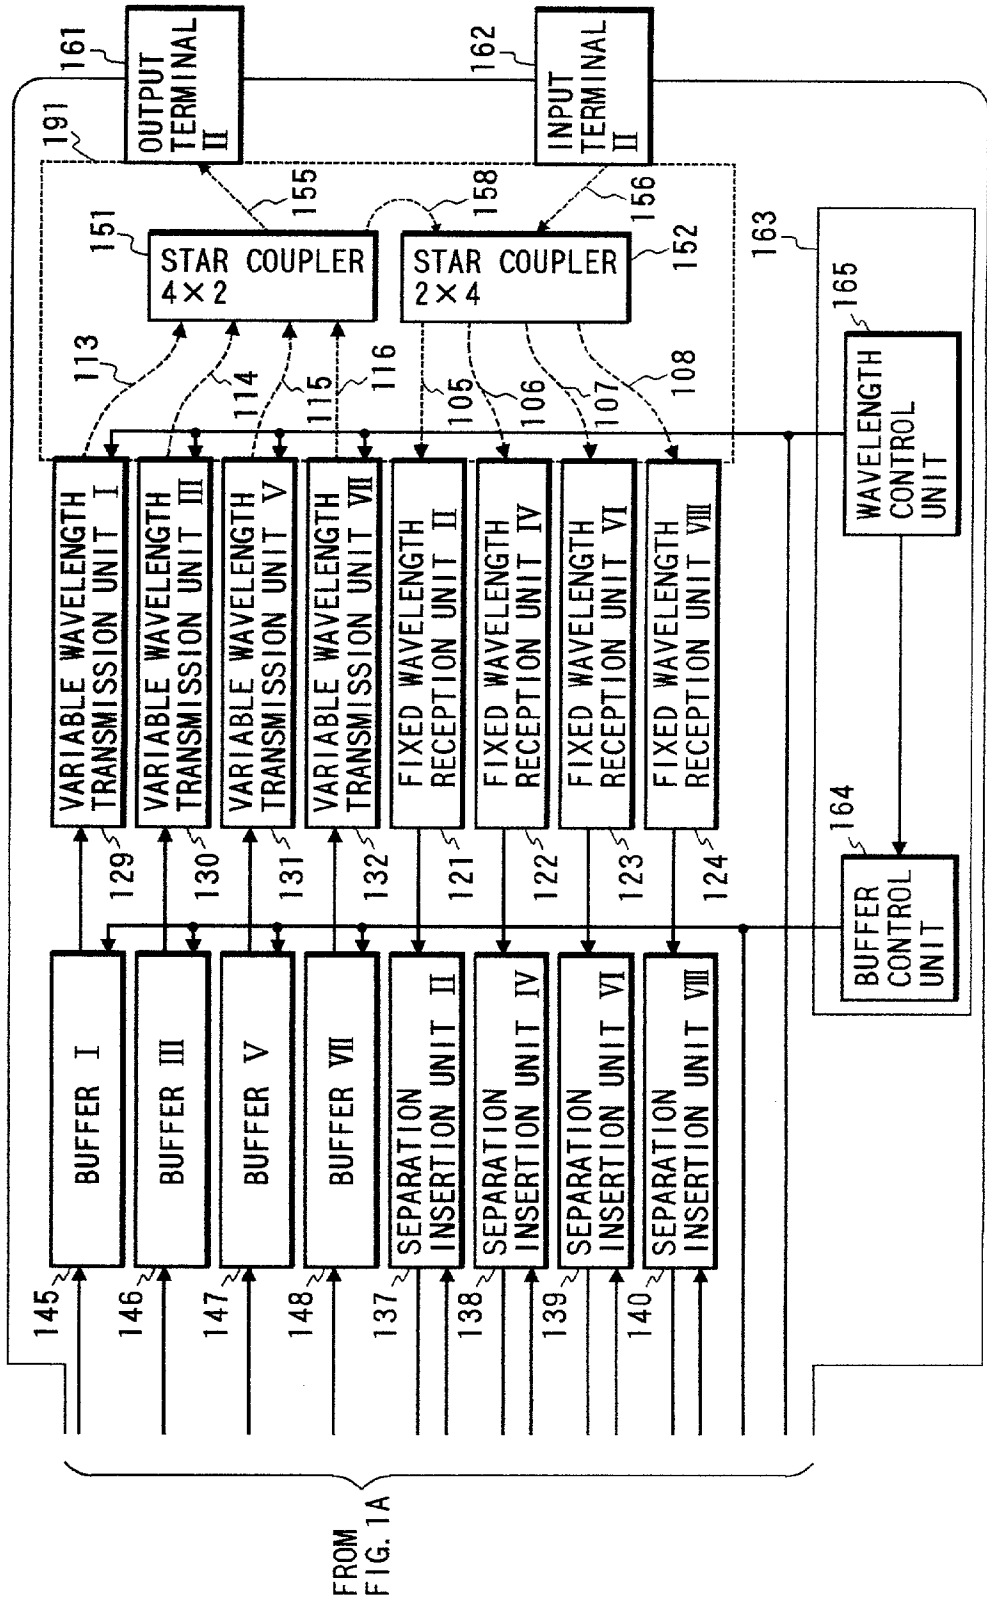 FROM
FIG. 1A
145
BUFFER I
129
VARIABLE WAVELENGTH
TRANSMISSION UNIT I
113
146
BUFFER III
130
VARIABLE WAVELENGTH
TRANSMISSION UNIT III
114
147
BUFFER V
131
VARIABLE WAVELENGTH
TRANSMISSION UNIT V
115
148
BUFFER VII
132
VARIABLE WAVELENGTH
TRANSMISSION UNIT VII
116
137
SEPARATION
INSERTION UNIT II
121
FIXED WAVELENGTH
RECEPTION UNIT II
105
138
SEPARATION
INSERTION UNIT IV
122
FIXED WAVELENGTH
RECEPTION UNIT IV
106
139
SEPARATION
INSERTION UNIT VI
123
FIXED WAVELENGTH
RECEPTION UNIT VI
107
140
SEPARATION
INSERTION UNIT VIII
124
FIXED WAVELENGTH
RECEPTION UNIT VIII
108
151
STAR COUPLER
4×2
158
STAR COUPLER
2×4
152
191
155
156
161
OUTPUT
TERMINAL
II
162
INPUT
TERMINAL
II
163
164
BUFFER
CONTROL
UNIT
165
WAVELENGTH
CONTROL
UNIT